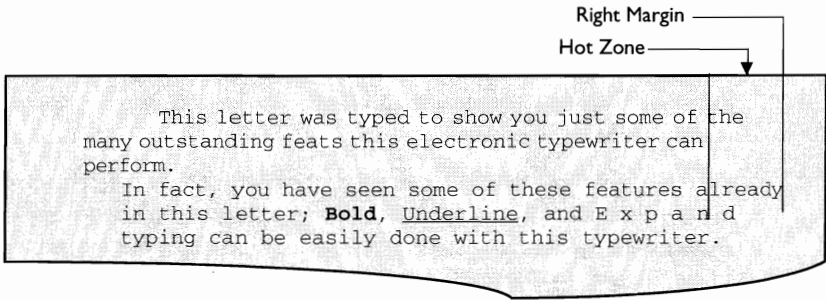 Right Margin
Hot Zone
This letter was typed to show you just some of the
many outstanding feats this electronic typewriter can
perform.
In fact, you have seen some of these features already
in this letter; Bold, Underline, and E x p a n d
typing can be easily done with this typewriter.